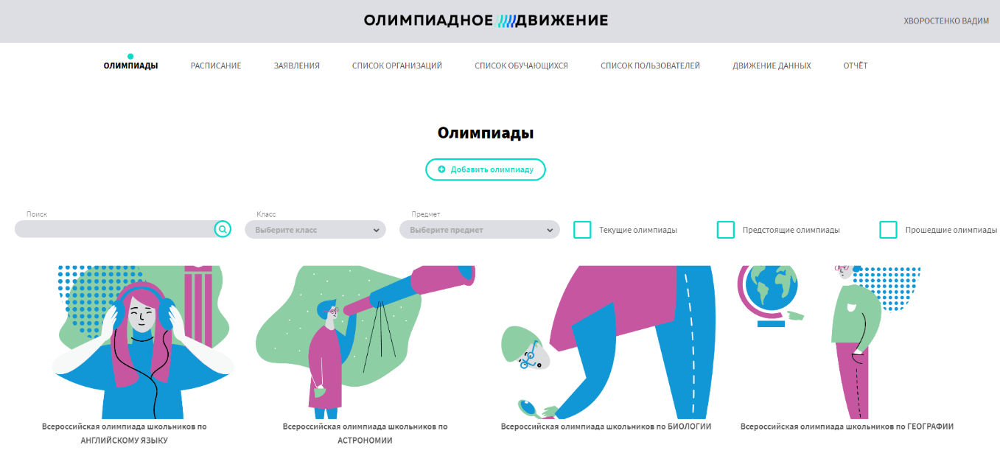 ОЛИМПИАДНОЕ ДВИЖЕНИЕ
ХВОРОСТЕНКО ВАДИМ
ОЛИМПИАДЫ РАСПИСАНИЕ ЗАЯВЛЕНИЯ СПИСОК ОРГАНИЗАЦИЙ СПИСОК ОБУЧАЮЩИХСЯ СПИСОК ПОЛЬЗОВАТЕЛЕЙ ДВИЖЕНИЕ ДАННЫХ ОТЧЁТ
Олимпиады
Добавить олимпиаду
Поиск Класс Предмет
Выберите класс Выберите предмет Текущие олимпиады Предстоящие олимпиады Прошедшие олимпиады
Всероссийская олимпиада школьников по
АНГЛИЙСКОМУ ЯЗЫКУ
Всероссийская олимпиада школьников по
АСТРОНОМИИ
Всероссийская олимпиада школьников по БИОЛОГИИ
Всероссийская олимпиада школьников по ГЕОГРАФИИ